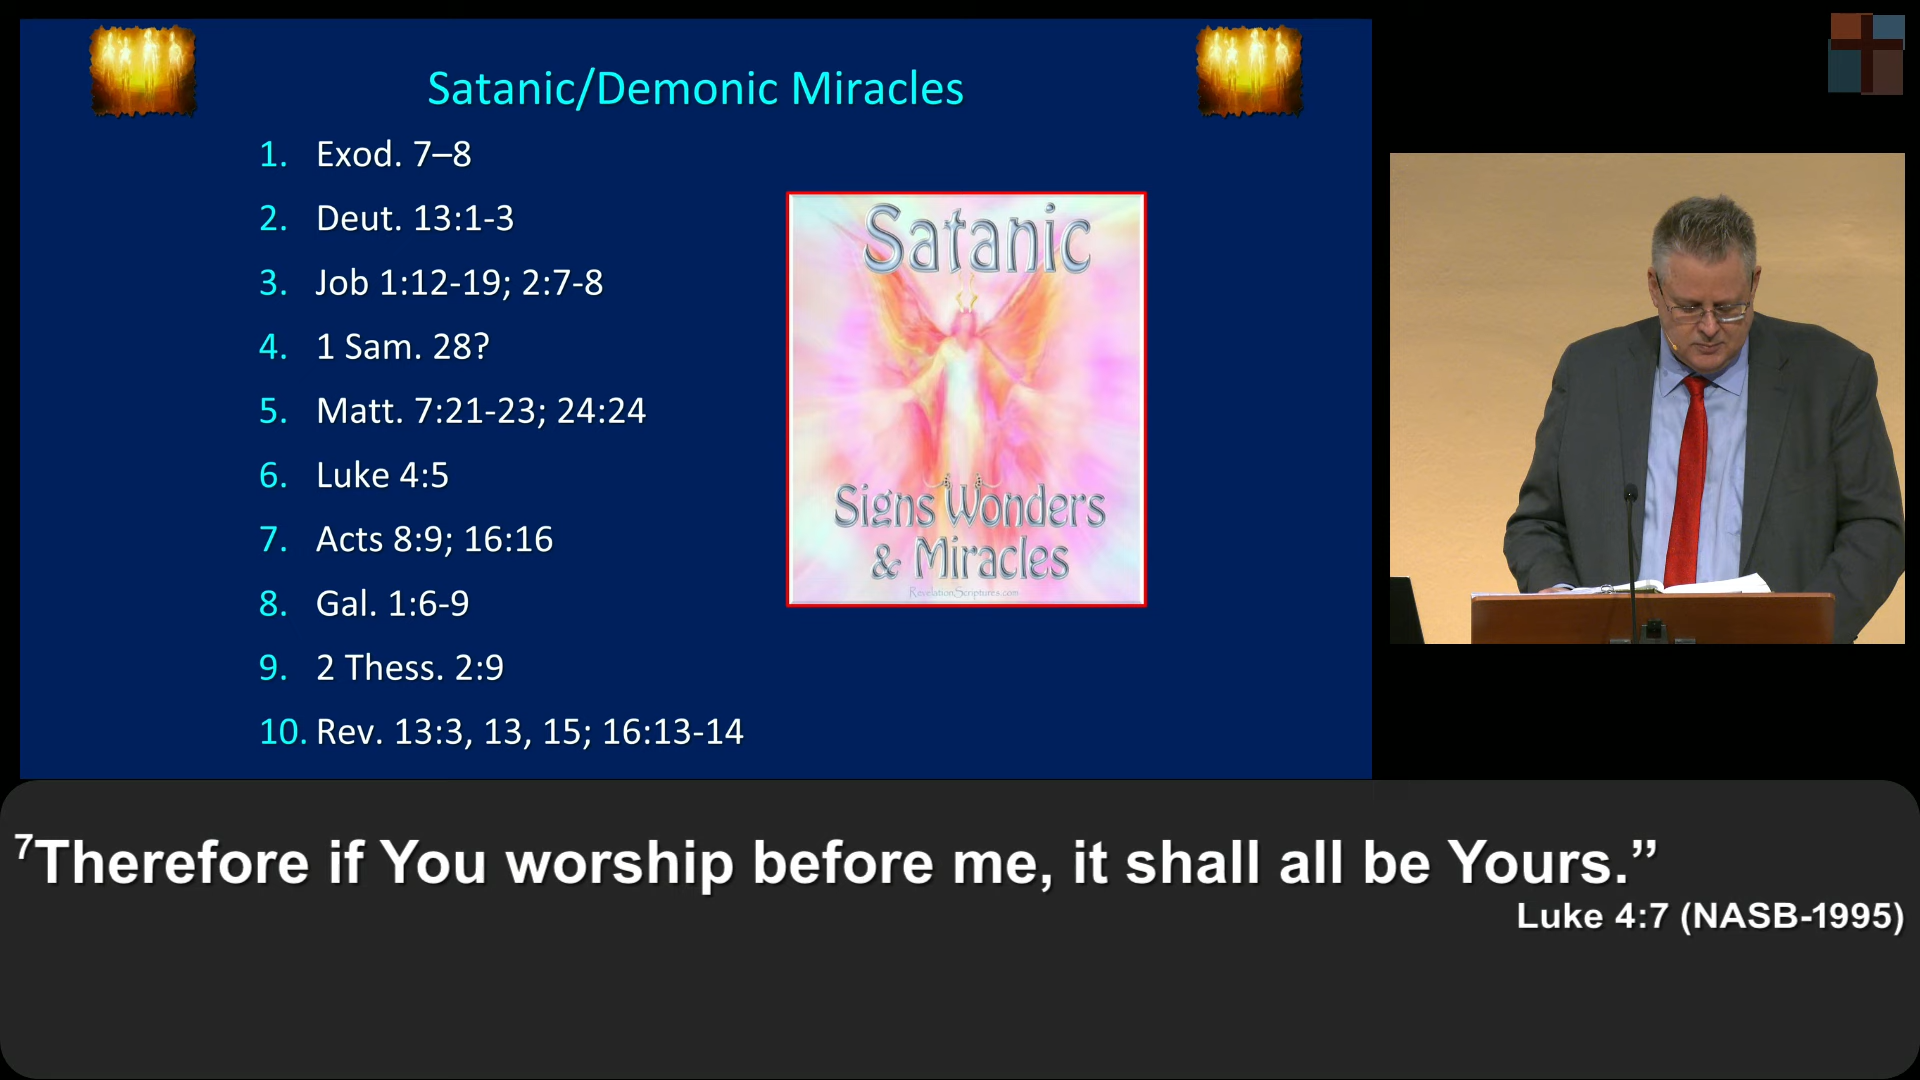 Satanic/Demonic Miracles
1. Exod. 7–8
2. Deut. 13:1-3
3. Job 1:12-19; 2:7-8
4. 1 Sam. 28?
5. Matt. 7:21-23; 24:24
6. Luke 4:5
7. Acts 8:9; 16:16
8. Gal. 1:6-9
9. 2 Thess. 2:9
10. Rev. 13:3, 13, 15; 16:13-14
Satanic
Signs Wonders
& Miracles
RevelationScriptures.com
7Therefore if You worship before me, it shall all be Yours.”
Luke 4:7 (NASB-1995)